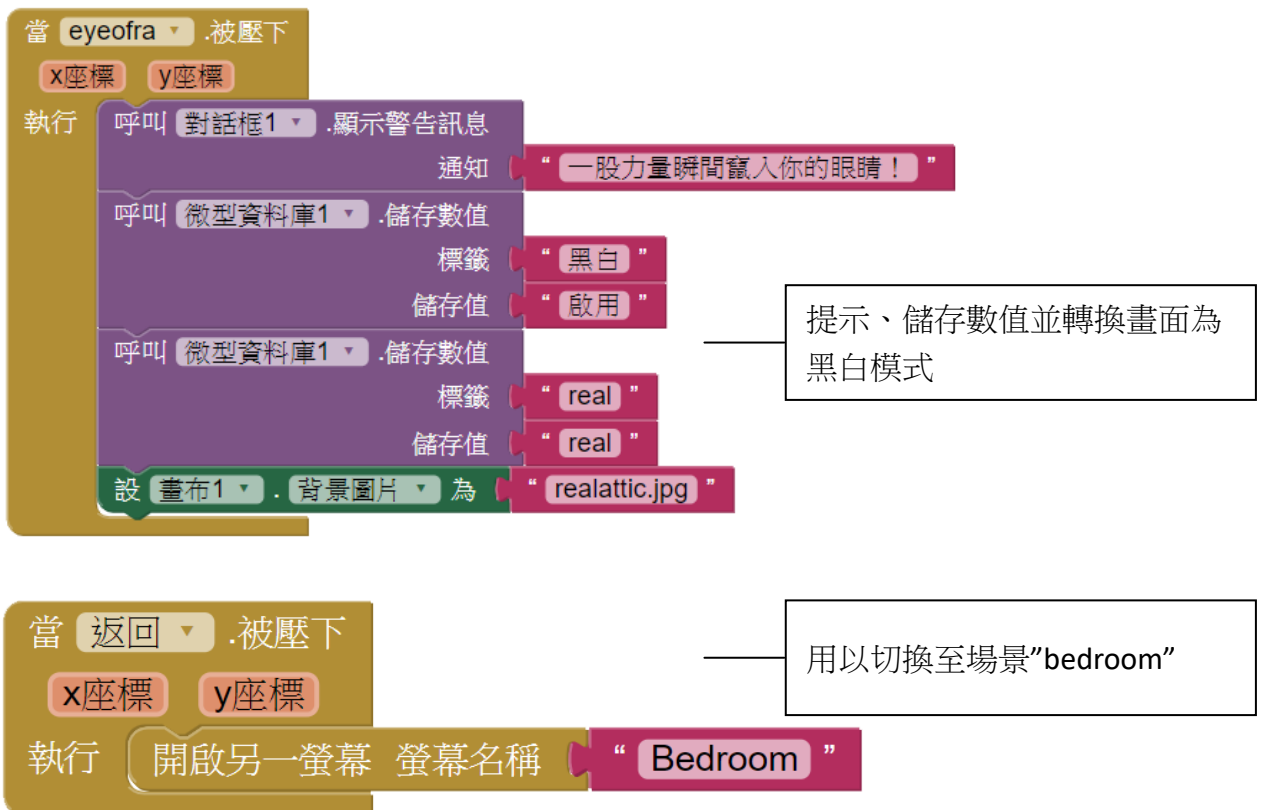 當 eyeofra .被壓下
x座標 y座標
執行 呼叫 對話框1 .顯示警告訊息
通知 “ 一股力量瞬間竄入你的眼睛！ ”
呼叫 微型資料庫1 .儲存數值
標籤 “ 黑白 ”
儲存值 “ 啟用 ”
呼叫 微型資料庫1 .儲存數值
標籤 “ real ”
儲存值 “ real ”
設 畫布1 . 背景圖片 為 “ realattic.jpg ”
提示、儲存數值並轉換畫面為
黑白模式
當 返回 .被壓下
x座標 y座標
執行 開啟另一螢幕 螢幕名稱 “ Bedroom ”
用以切換至場景”bedroom”